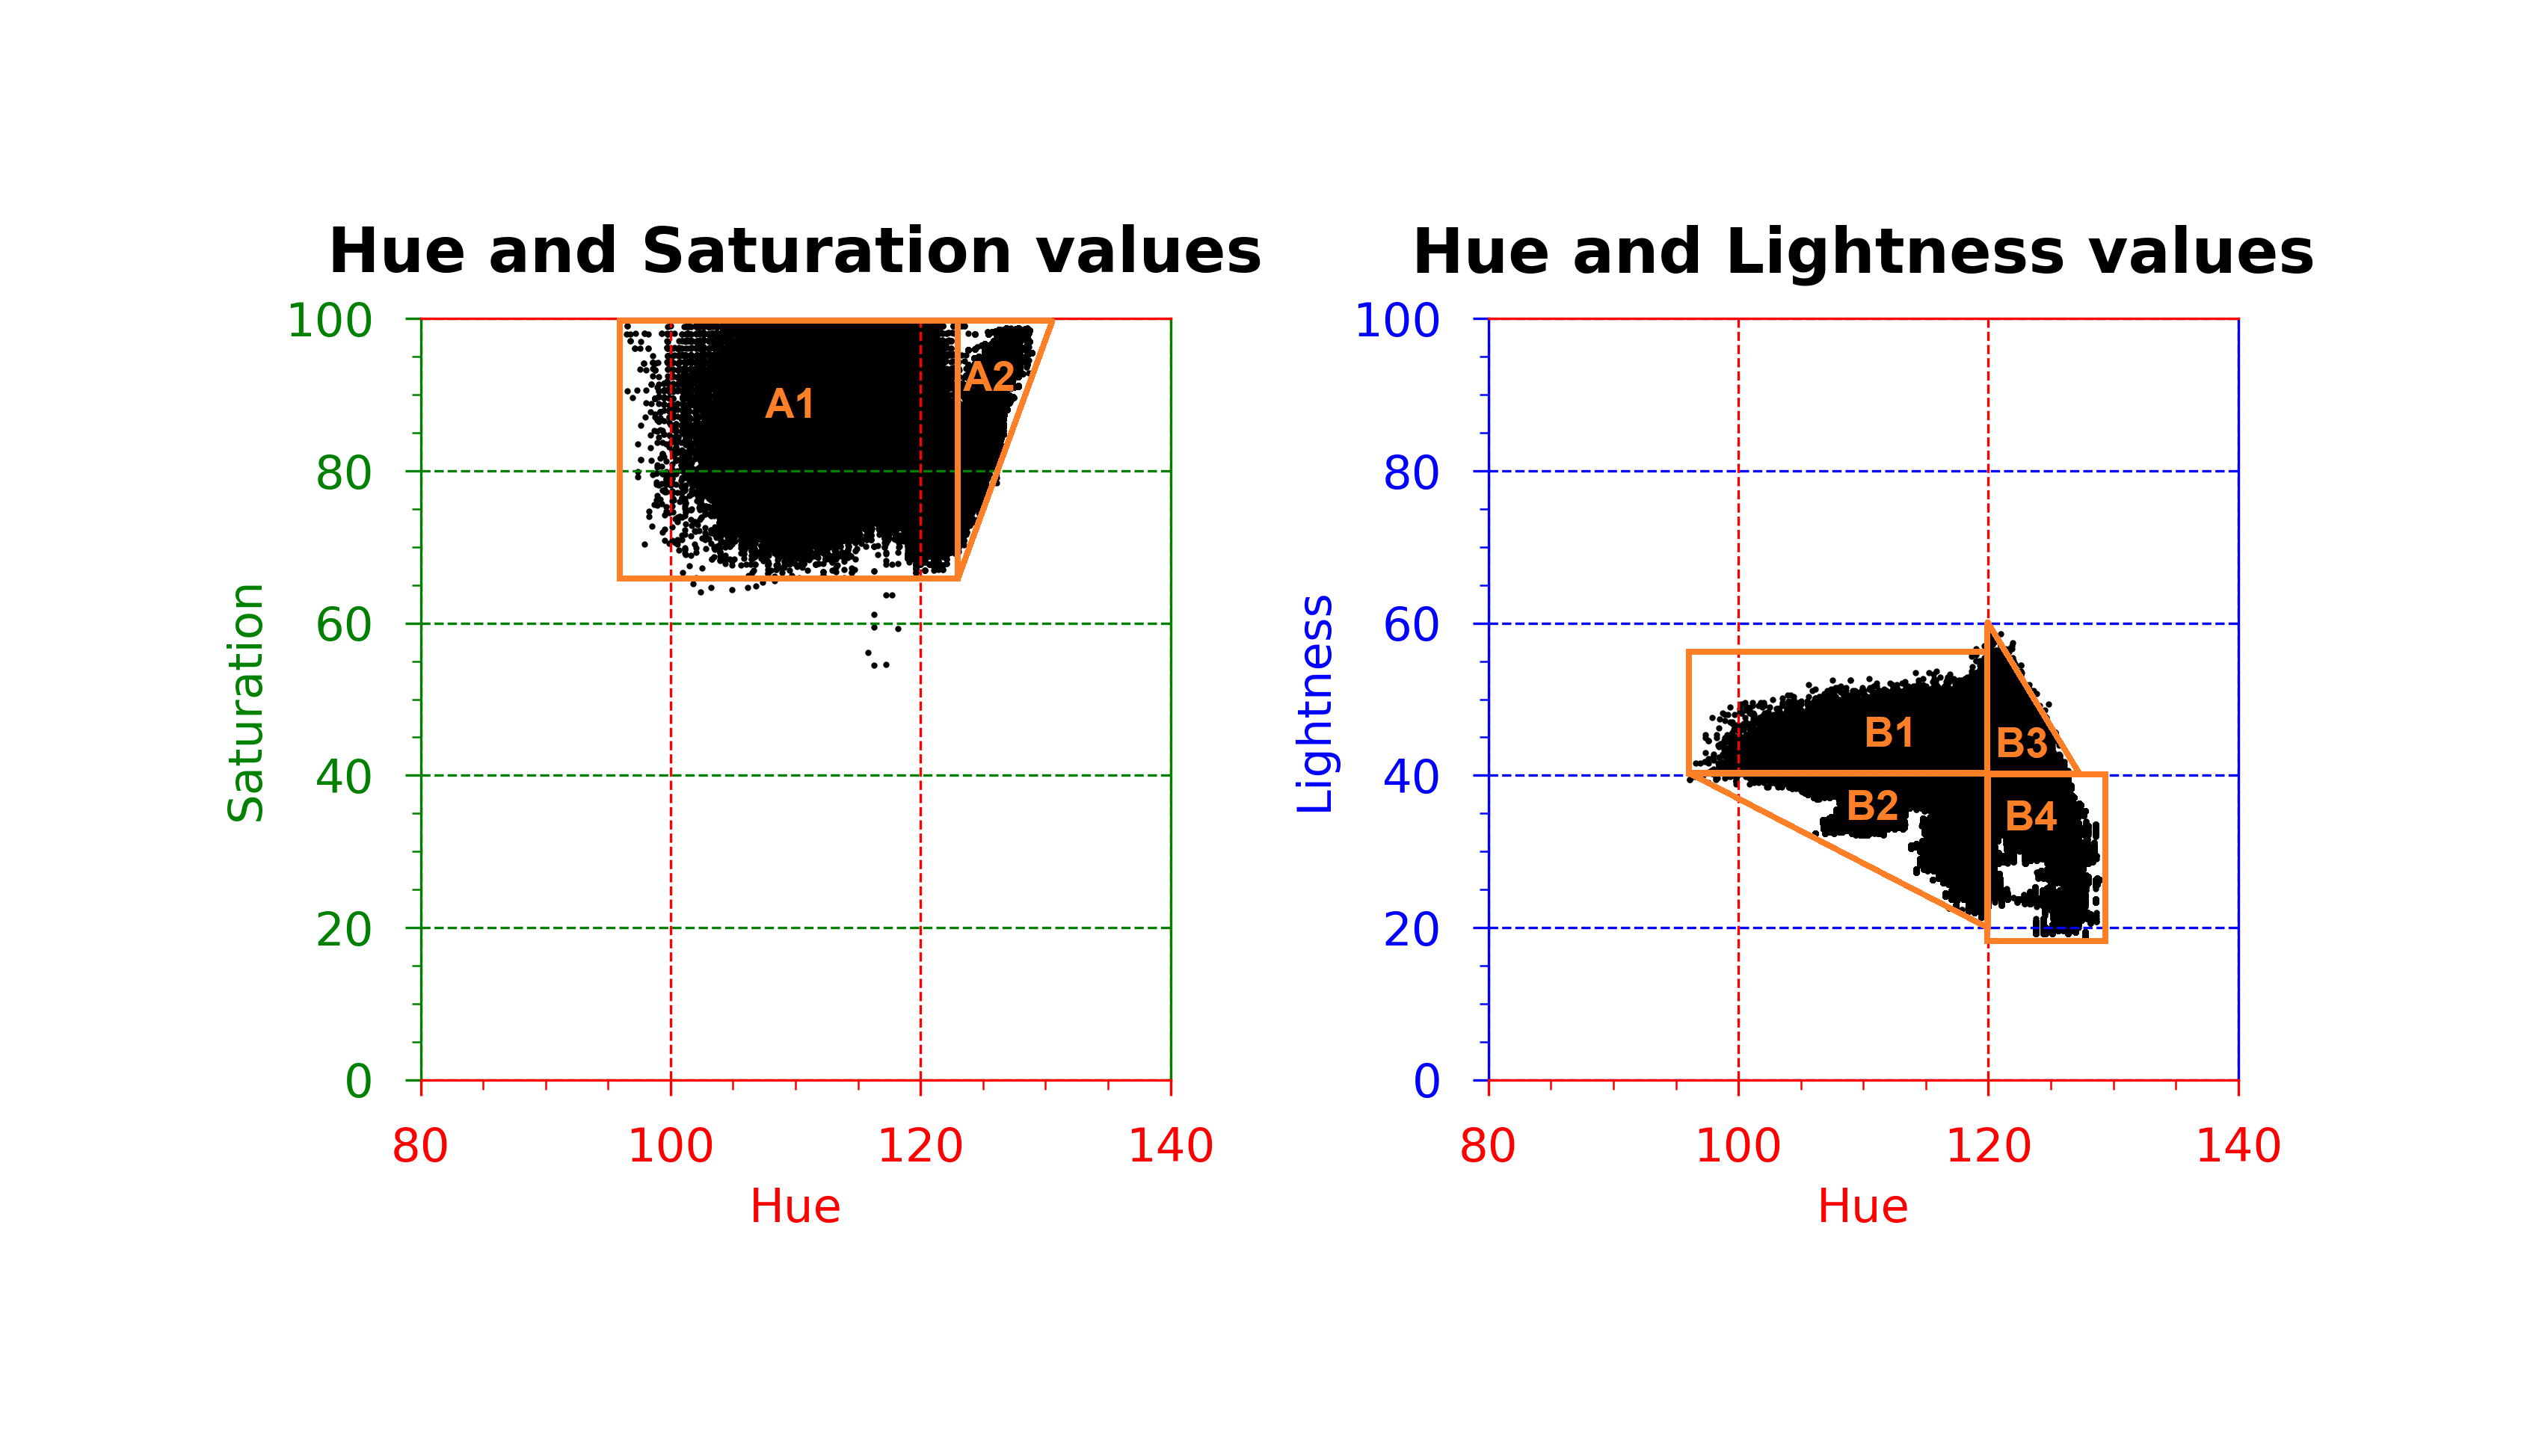 Hue and Saturation values
100
80
60
40
20
0
Saturation
A1
A2
80 100 120 140
Hue
Hue and Lightness values
100
80
60
40
20
0
Lightness
B1
B3
B2
B4
80 100 120 140
Hue